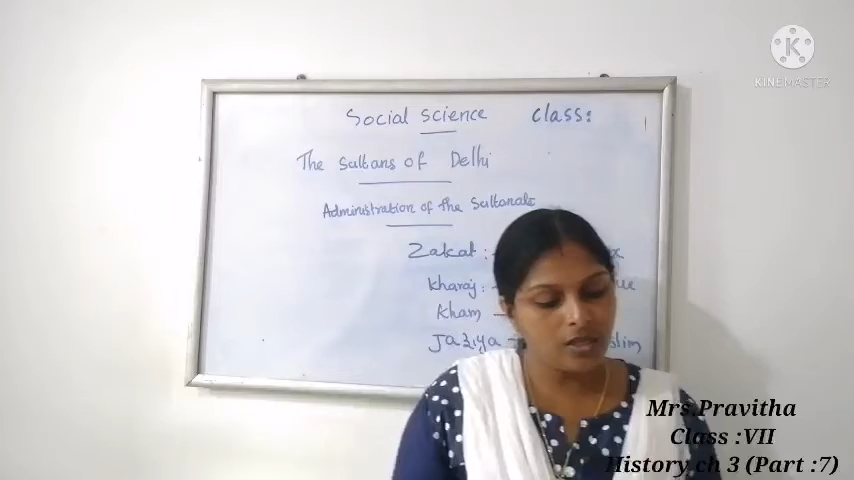 KINEMASTER
Social science Class:
The Sultans of Delhi
Administration of the Sultanate
Zakat :
Kharaj : -
Kham -
Jaziya -
Mrs.Pravitha
Class :VII
History ch 3 (Part :7)